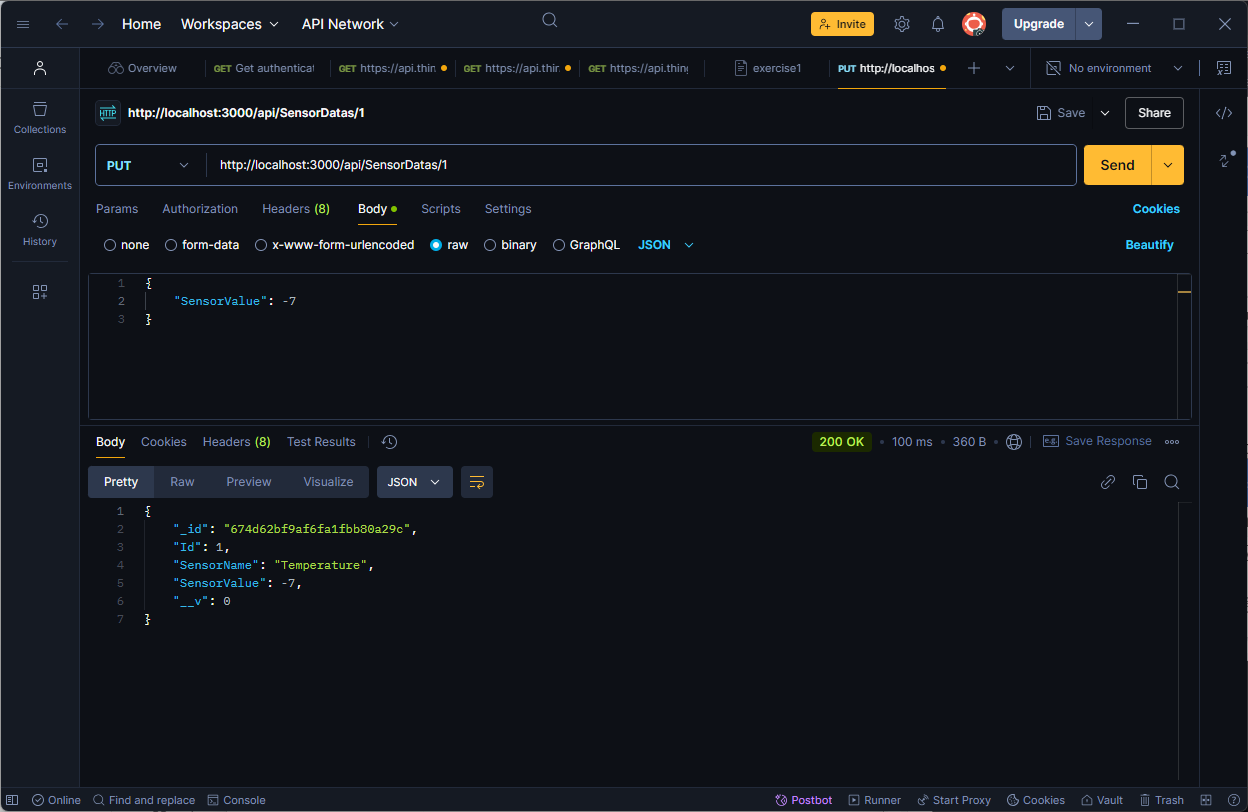 Home Workspaces API Network Invite Upgrade
Overview GET Get authenticat GET https://api.thin GET https://api.thir GET https://api.thing exercise1 PUT http://localhos No environment
HTTP http://localhost:3000/api/SensorDatas/1 Save Share
Collections
PUT http://localhost:3000/api/SensorDatas/1 Send
Environments
Params Authorization Headers (8) Body Scripts Settings Cookies
History
none form-data x-www-form-urlencoded raw binary GraphQL JSON Beautify
1 {
2 "SensorValue": -7
3 }
Body Cookies Headers (8) Test Results 200 OK 100 ms 360 B e.g. Save Response
Pretty Raw Preview Visualize JSON
1 {
2 "_id": "674d62bf9af6fa1fbb80a29c",
3 "Id": 1,
4 "SensorName": "Temperature",
5 "SensorValue": -7,
6 "__v": 0
7 }
Online Find and replace Console Postbot Runner Start Proxy Cookies Vault Trash